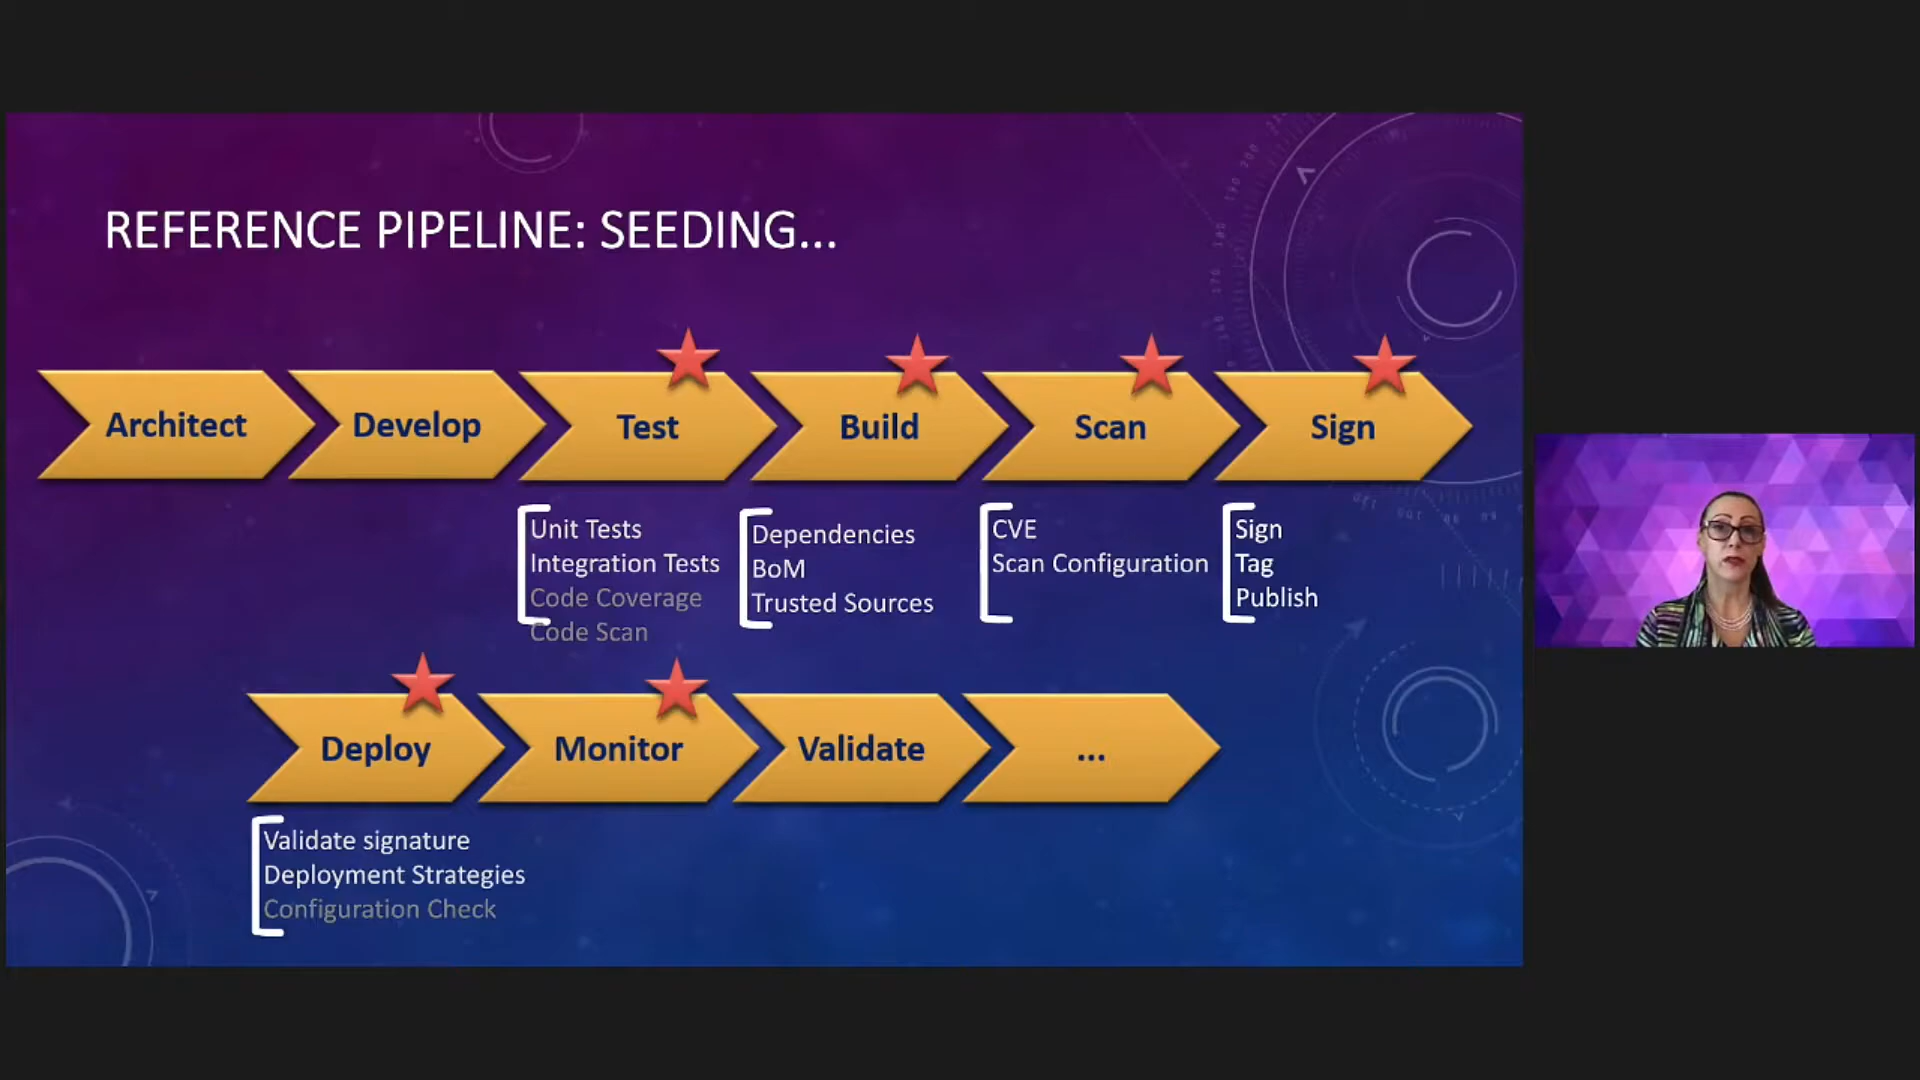 REFERENCE PIPELINE: SEEDING...
Architect
Develop
Test
Build
Scan
Sign
Unit Tests
Integration Tests
Code Coverage
Code Scan
Dependencies
BoM
Trusted Sources
CVE
Scan Configuration
Sign
Tag
Publish
Deploy
Monitor
Validate
...
Validate signature
Deployment Strategies
Configuration Check